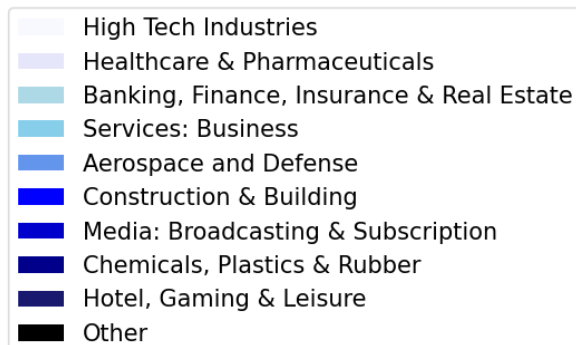 High Tech Industries
Healthcare & Pharmaceuticals
Banking, Finance, Insurance & Real Estate
Services: Business
Aerospace and Defense
Construction & Building
Media: Broadcasting & Subscription
Chemicals, Plastics & Rubber
Hotel, Gaming & Leisure
Other